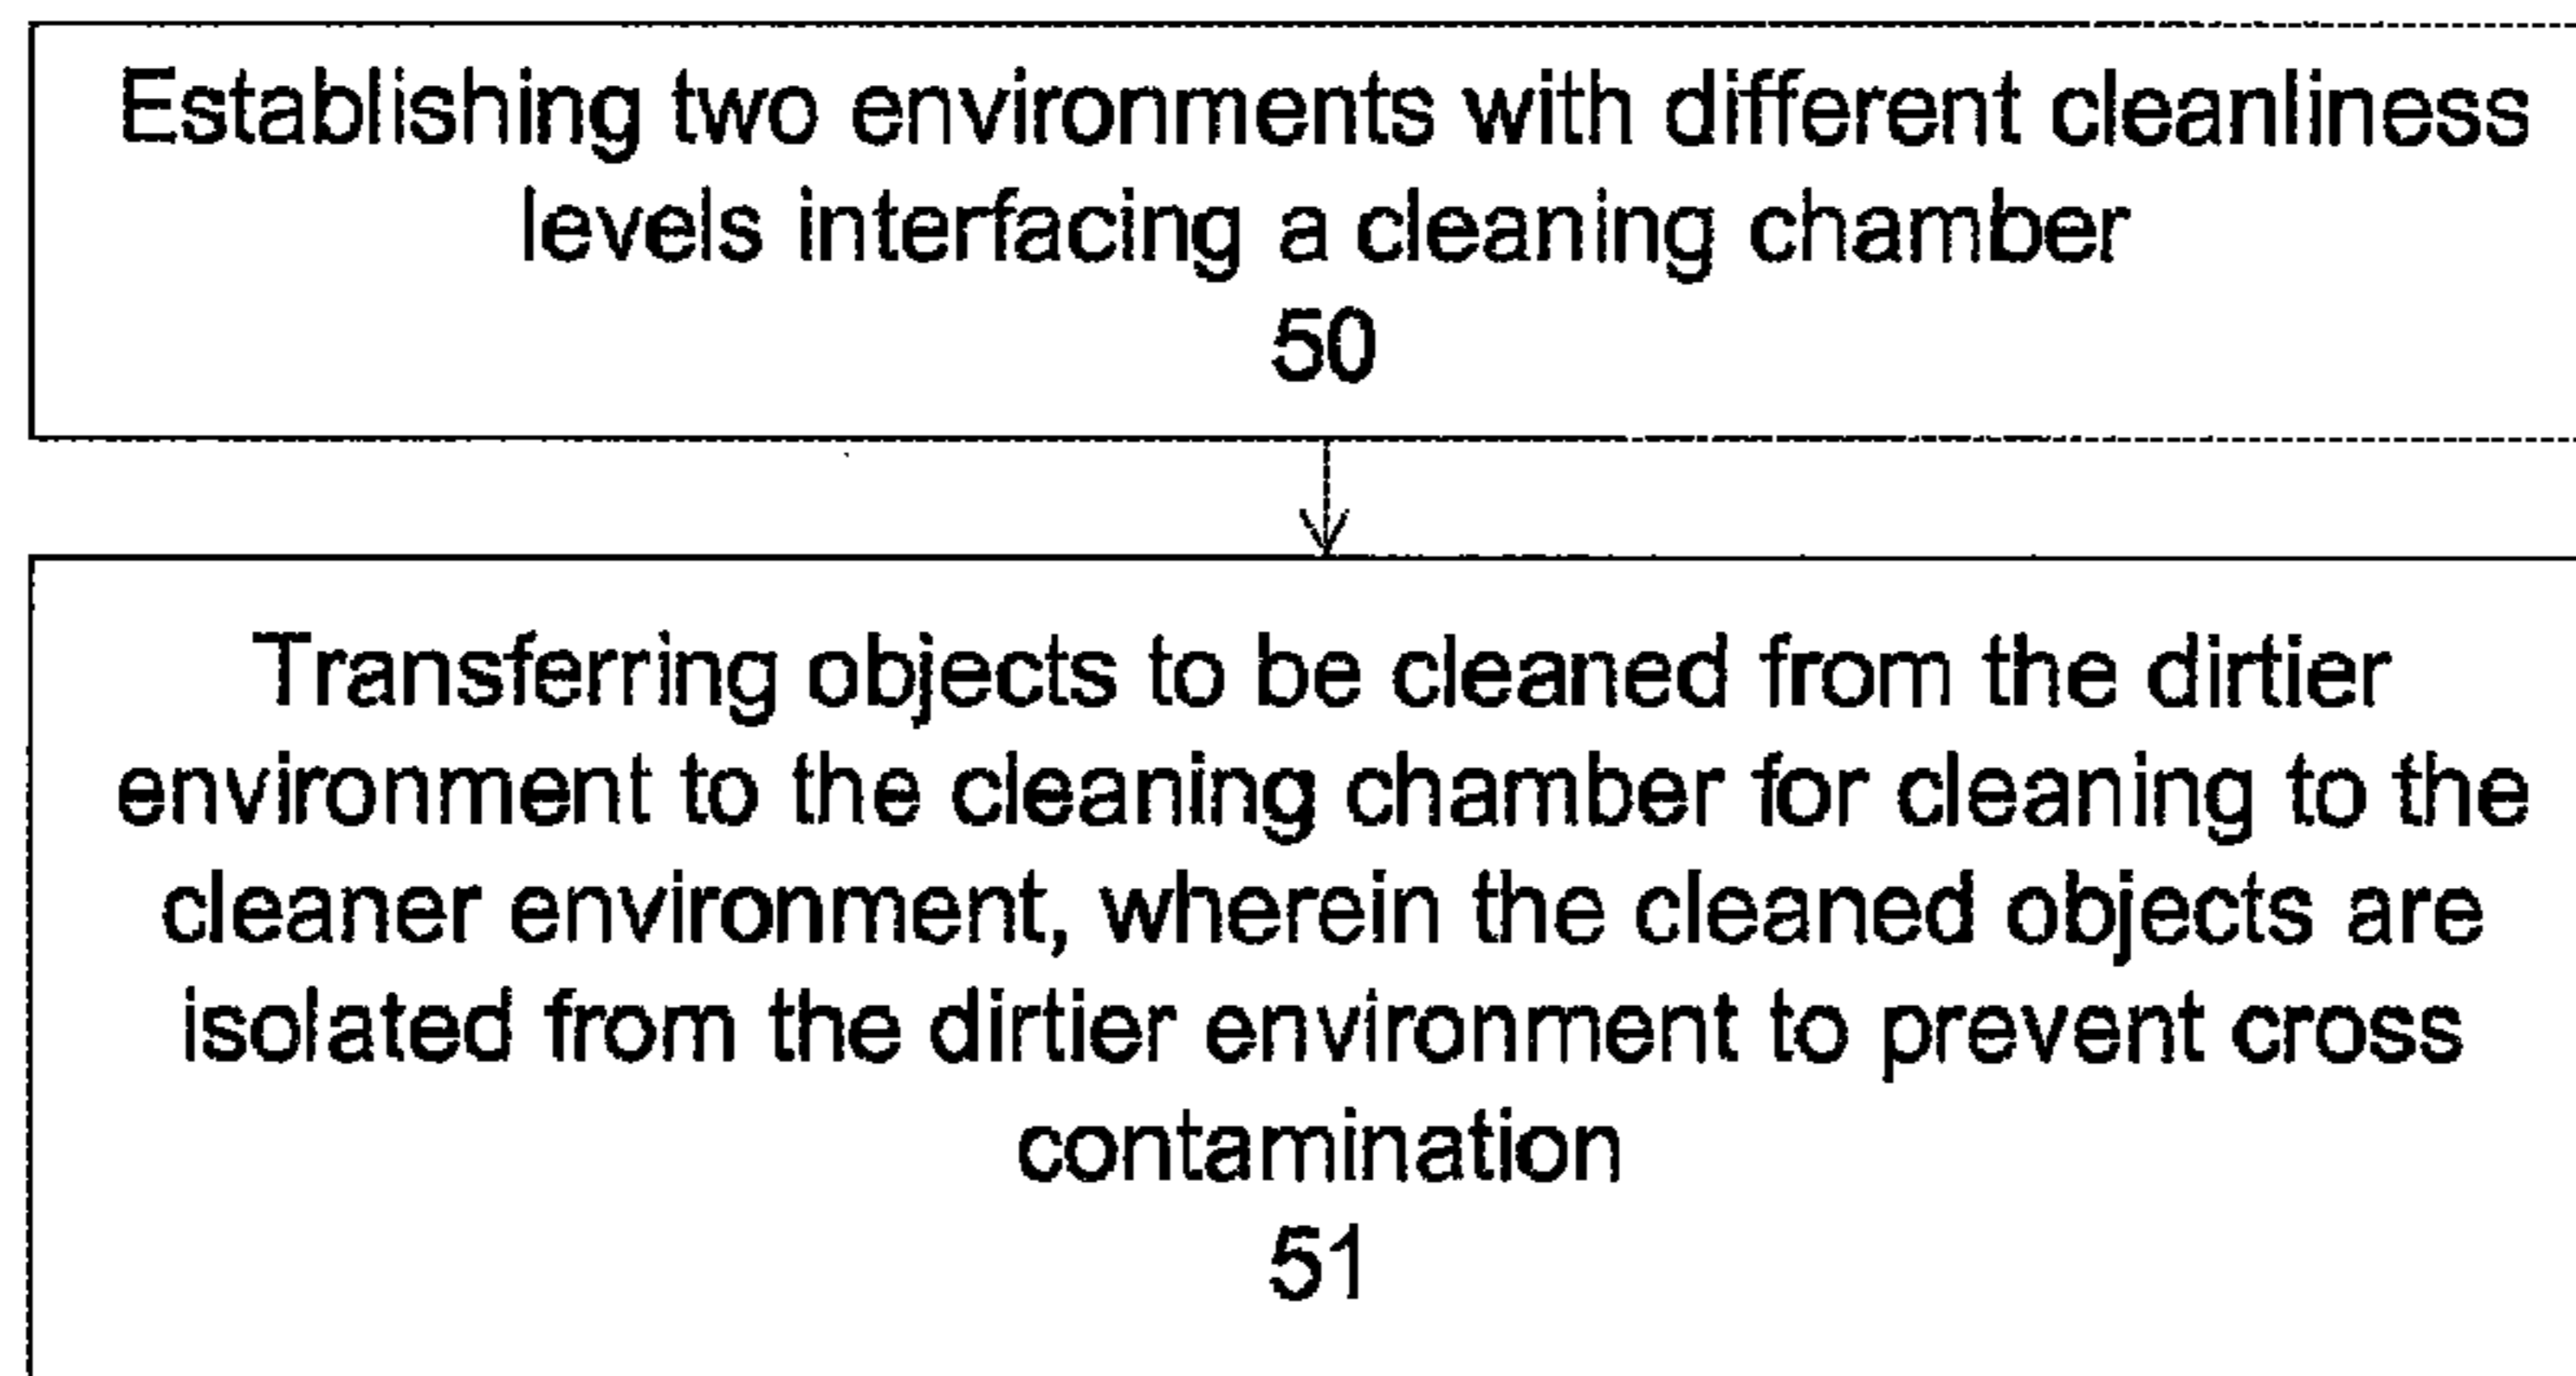 Establishing two environments with different cleanliness
levels interfacing a cleaning chamber
50
Transferring objects to be cleaned from the dirtier
environment to the cleaning chamber for cleaning to the
cleaner environment, wherein the cleaned objects are
isolated from the dirtier environment to prevent cross
contamination
51